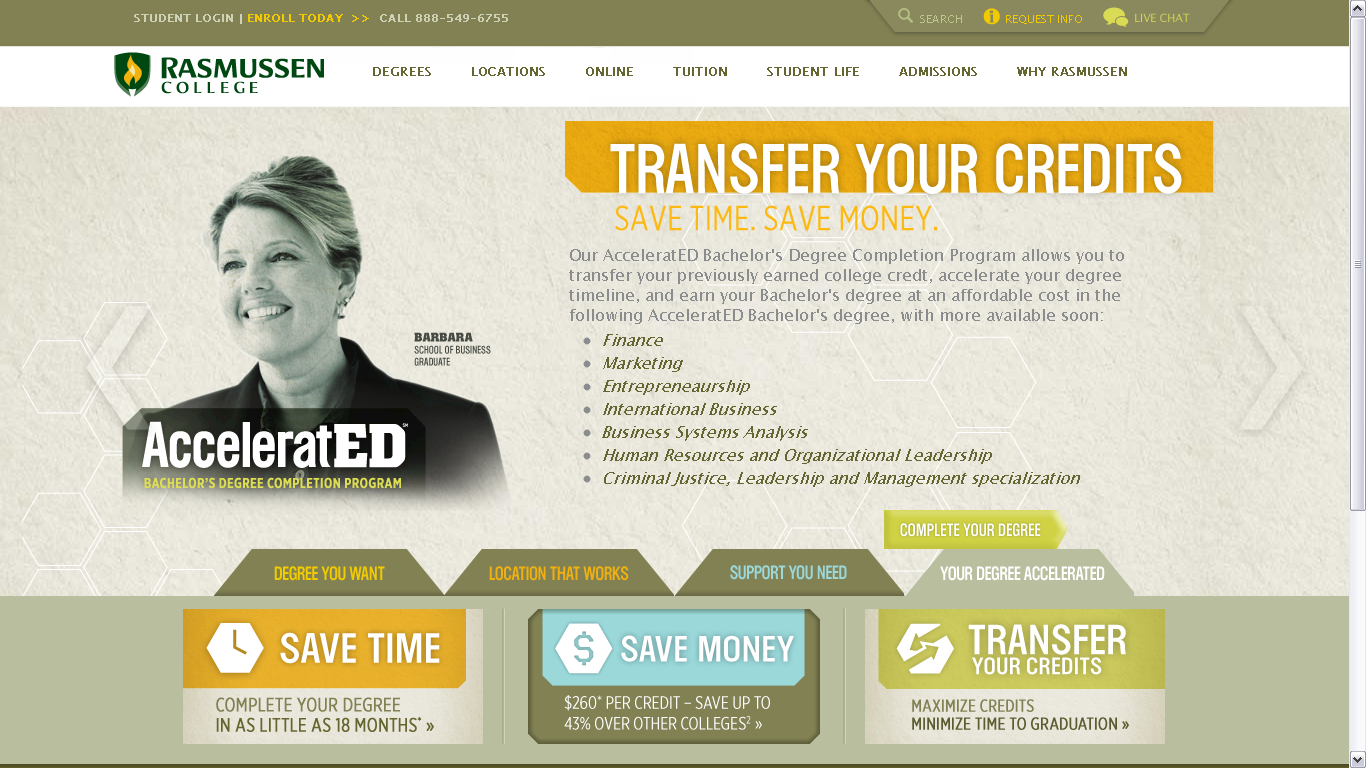 STUDENT LOGIN | ENROLL TODAY >> CALL 888-549-6755
SEARCH REQUEST INFO LIVE CHAT
RASMUSSEN
COLLEGE
DEGREES LOCATIONS ONLINE TUITION STUDENT LIFE ADMISSIONS WHY RASMUSSEN
TRANSFER YOUR CREDITS
SAVE TIME. SAVE MONEY.
Our AcceleratED Bachelor's Degree Completion Program allows you to
transfer your previously earned college credt, accelerate your degree
timeline, and earn your Bachelor's degree at an affordable cost in the
following AcceleratED Bachelor's degree, with more available soon:
Finance
Marketing
Entrepreneaurship
International Business
Business Systems Analysis
Human Resources and Organizational Leadership
Criminal Justice, Leadership and Management specialization
BARBARA
SCHOOL OF BUSINESS
GRADUATE
AcceleratED℠
BACHELOR'S DEGREE COMPLETION PROGRAM
COMPLETE YOUR DEGREE
DEGREE YOU WANT LOCATION THAT WORKS SUPPORT YOU NEED YOUR DEGREE ACCELERATED
SAVE TIME
COMPLETE YOUR DEGREE
IN AS LITTLE AS 18 MONTHS* »
$ SAVE MONEY
$260* PER CREDIT – SAVE UP TO
43% OVER OTHER COLLEGES² »
TRANSFER
YOUR CREDITS
MAXIMIZE CREDITS
MINIMIZE TIME TO GRADUATION »